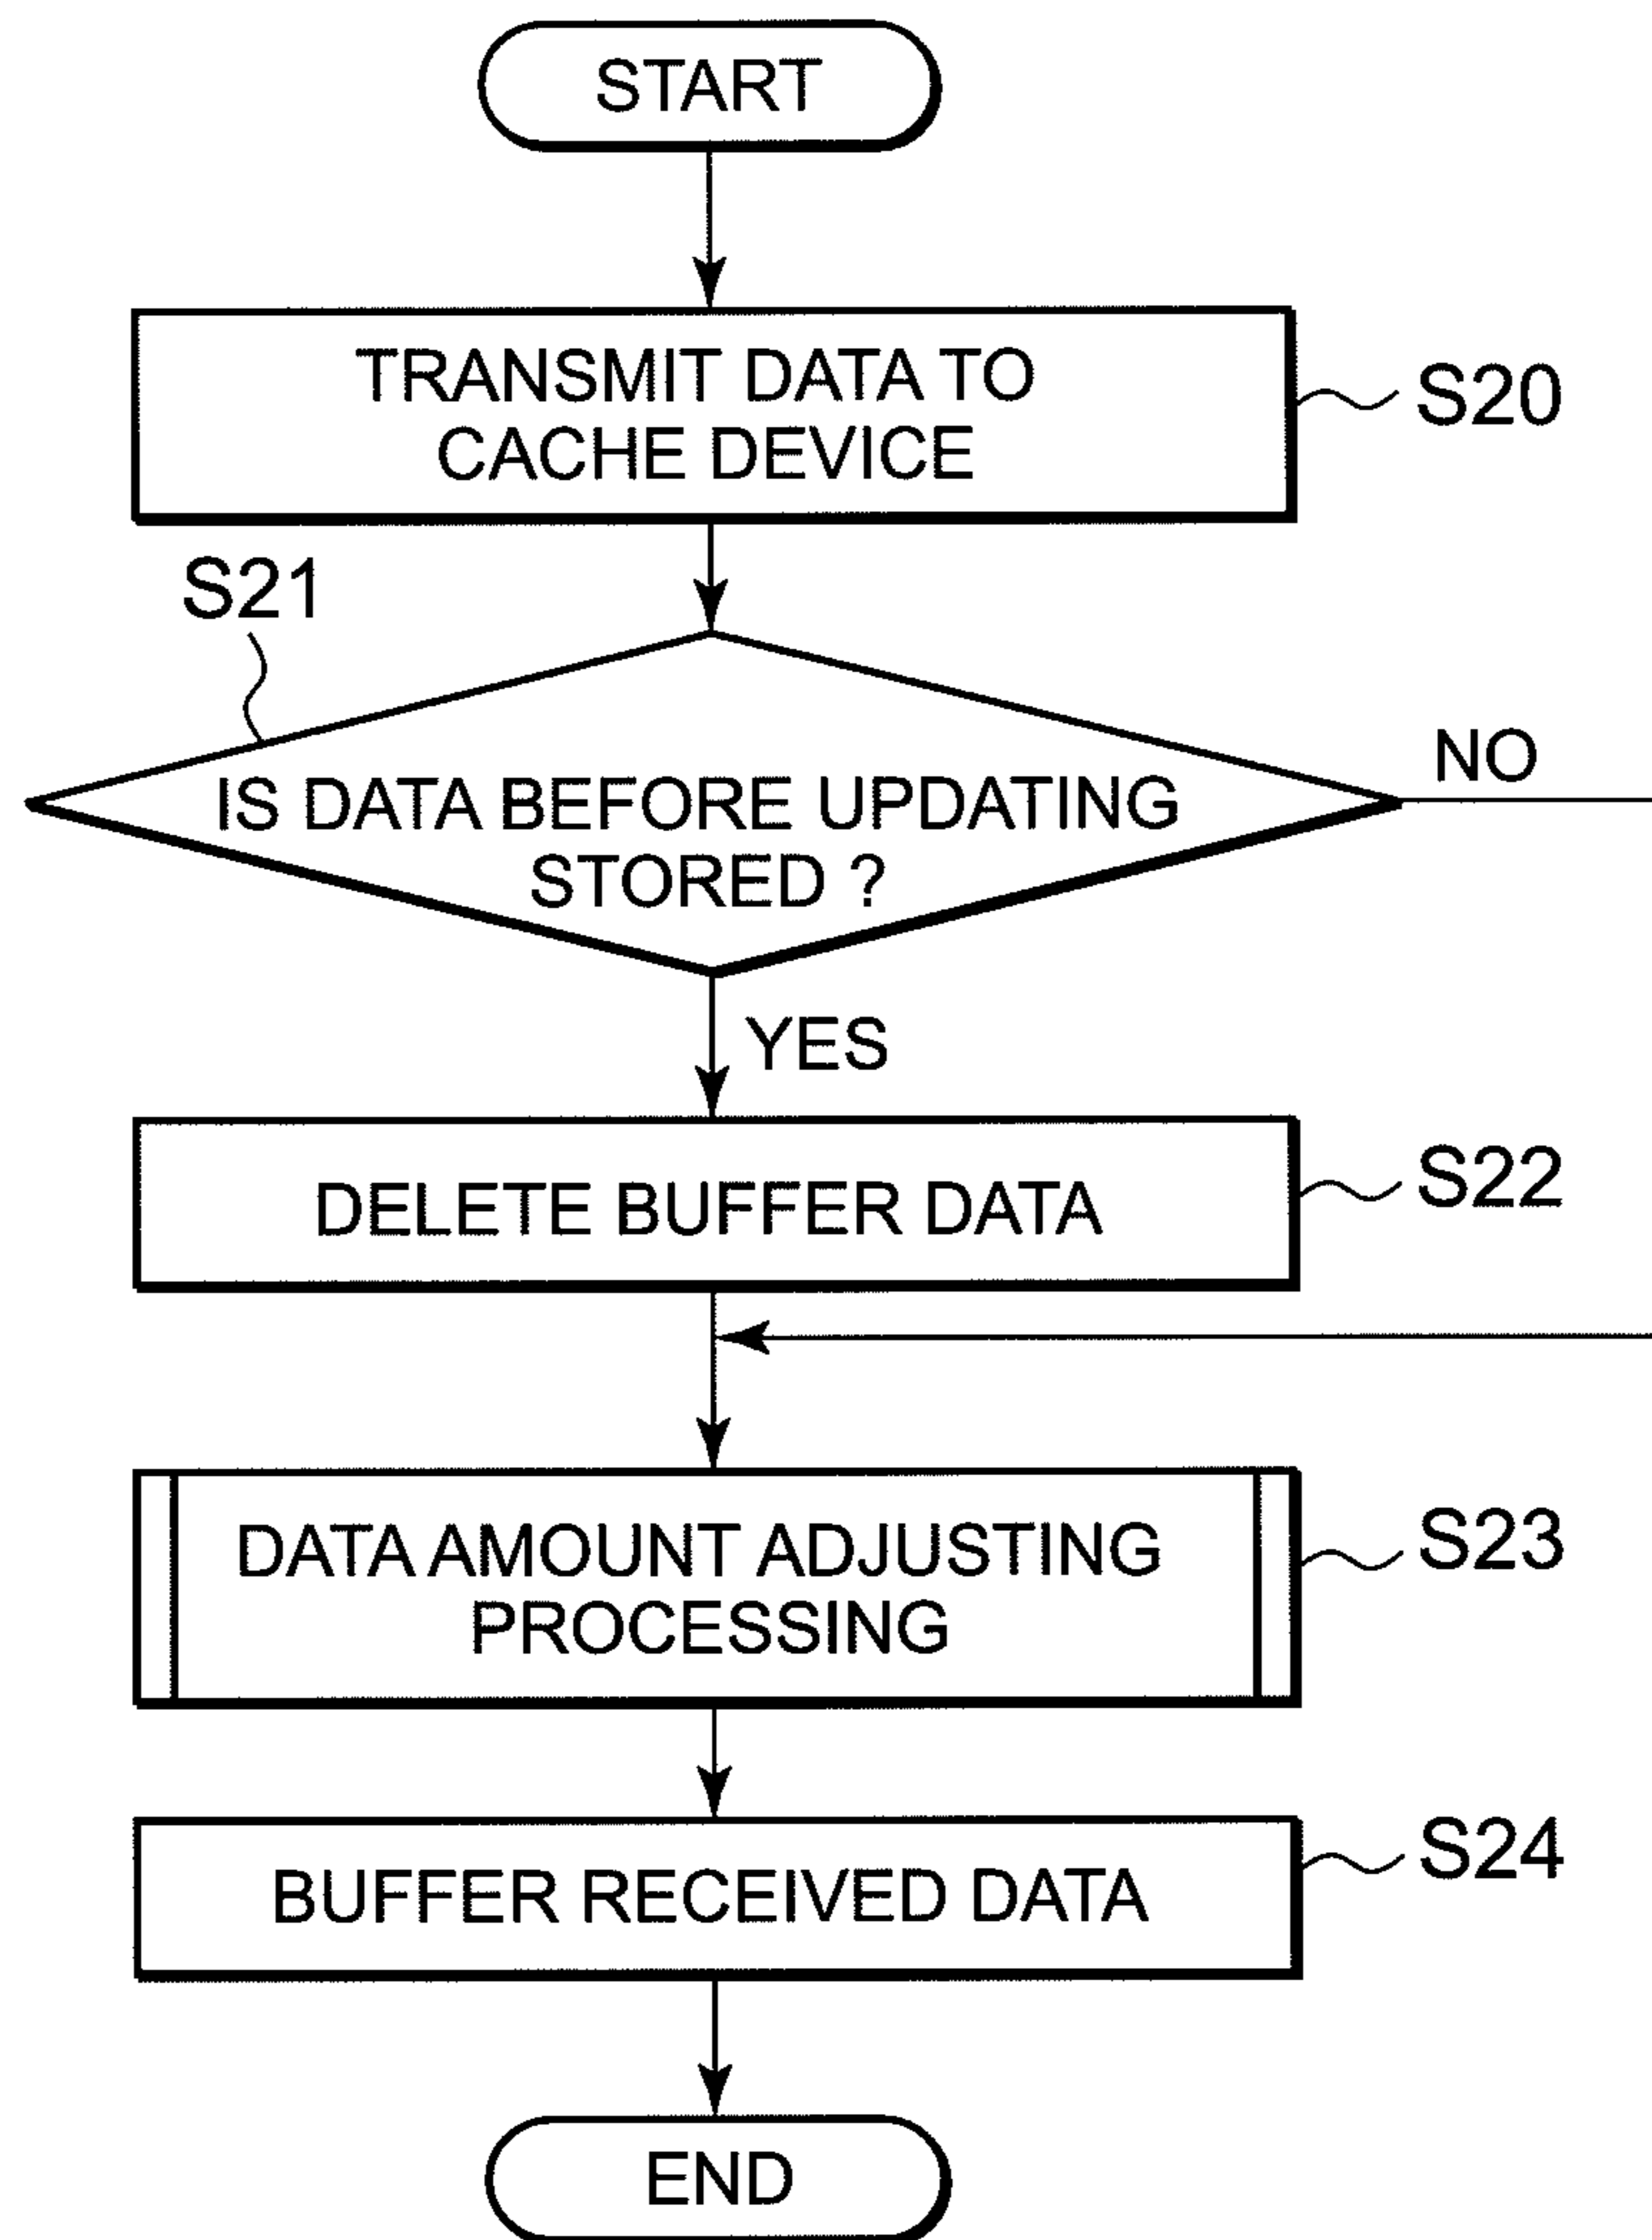 START
TRANSMIT DATA TO
CACHE DEVICE
S20
S21
IS DATA BEFORE UPDATING
STORED ?
NO
YES
DELETE BUFFER DATA
S22
DATA AMOUNT ADJUSTING
PROCESSING
S23
BUFFER RECEIVED DATA
S24
END